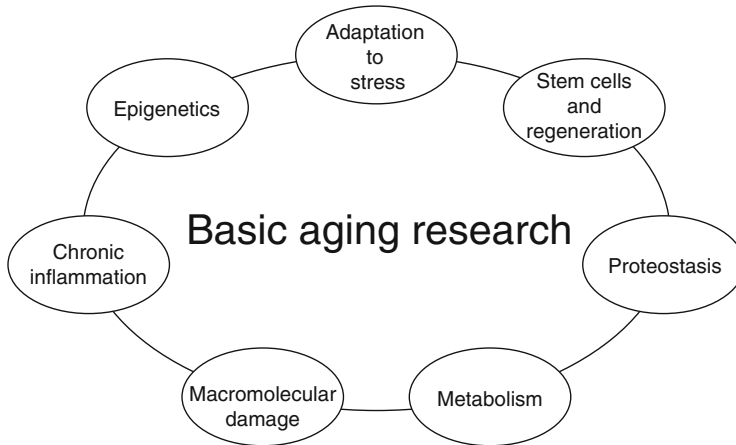 Adaptation
to
stress
Stem cells
and
regeneration
Epigenetics
Basic aging research
Chronic
inflammation
Proteostasis
Macromolecular
damage
Metabolism